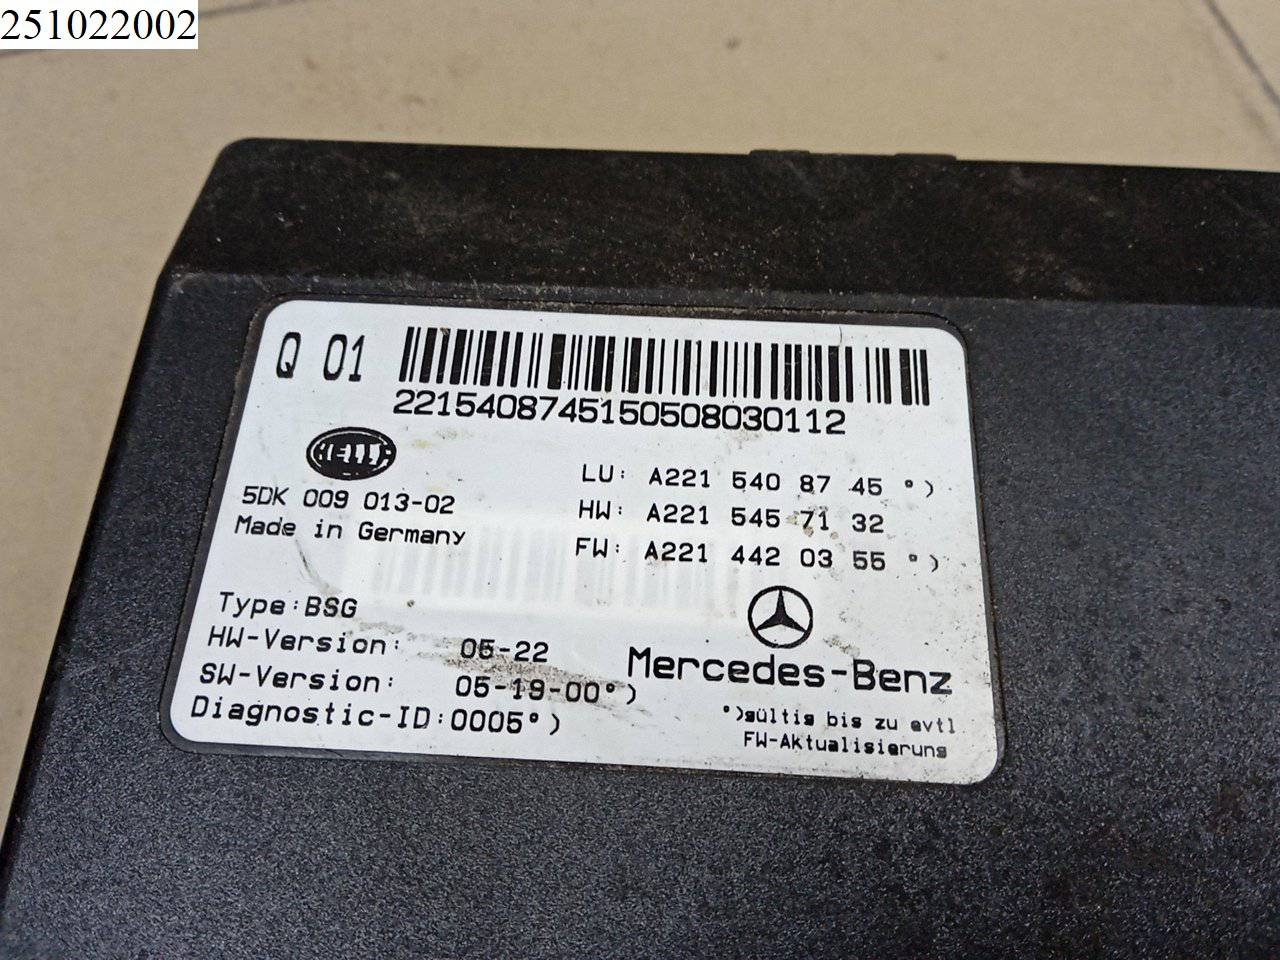 251022002
Q 01
2215408745150508030112
HELLA
5DK 009 013-02
Made in Germany
LU: A221 540 87 45 °)
HW: A221 545 71 32
FW: A221 442 03 55 °)
Type:BSG
HW-Version: 05-22
SW-Version: 05-19-00°)
Diagnostic-ID:0005°)
Mercedes-Benz
°)gültig bis zu evtl
FW-Aktualisierung